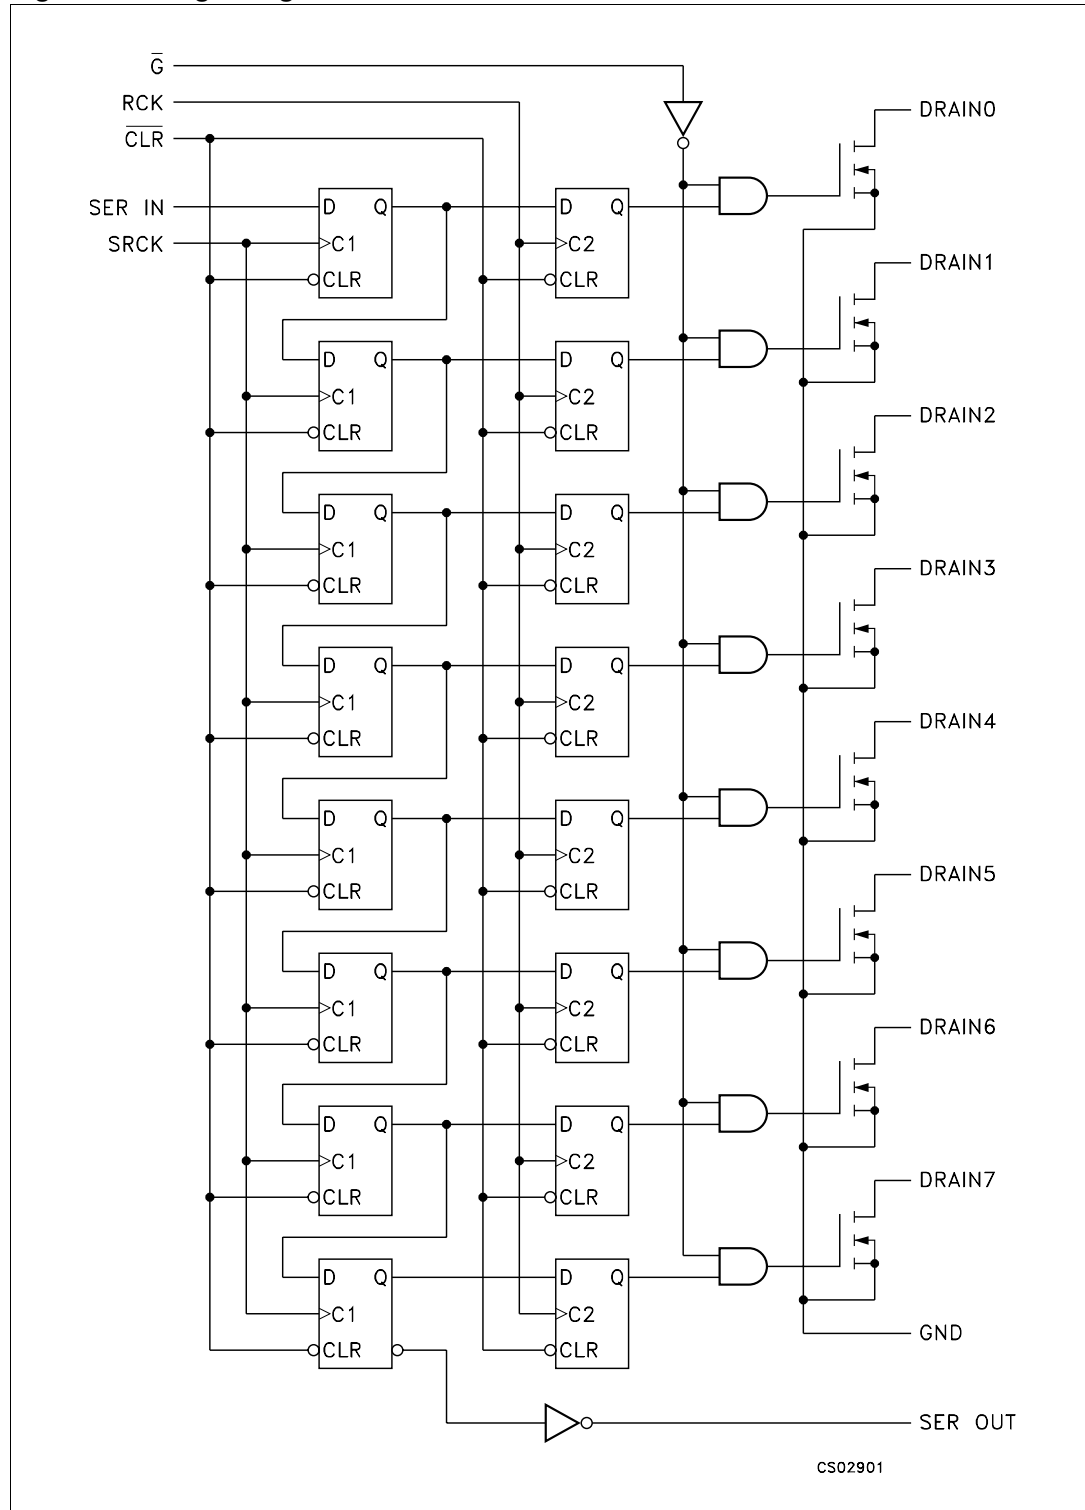 G
RCK
CLR
SER IN
SRCK
DRAIN0
D Q
C1
CLR
D Q
C2
CLR
DRAIN1
D Q
C1
CLR
D Q
C2
CLR
DRAIN2
D Q
C1
CLR
D Q
C2
CLR
DRAIN3
D Q
C1
CLR
D Q
C2
CLR
DRAIN4
D Q
C1
CLR
D Q
C2
CLR
DRAIN5
D Q
C1
CLR
D Q
C2
CLR
DRAIN6
D Q
C1
CLR
D Q
C2
CLR
DRAIN7
D Q
C1
CLR
D Q
C2
CLR
GND
SER OUT
CS02901